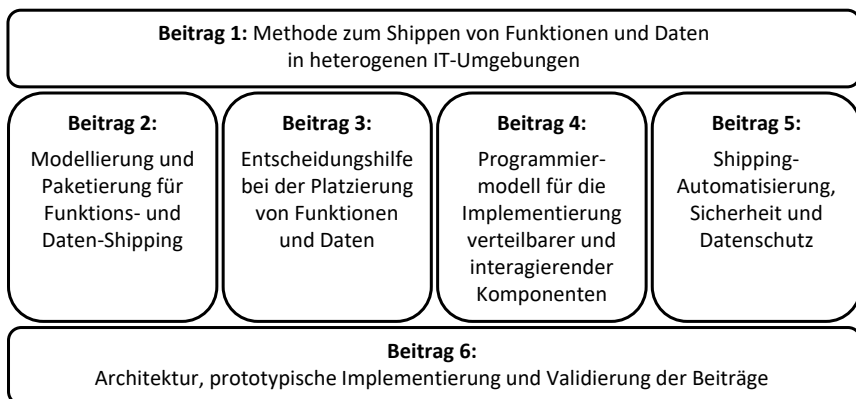 Beitrag 1: Methode zum Shippen von Funktionen und Daten
in heterogenen IT-Umgebungen
Beitrag 2:
Modellierung und
Paketierung für
Funktions- und
Daten-Shipping
Beitrag 3:
Entscheidungshilfe
bei der Platzierung
von Funktionen
und Daten
Beitrag 4:
Programmier-
modell für die
Implementierung
verteilbarer und
interagierender
Komponenten
Beitrag 5:
Shipping-
Automatisierung,
Sicherheit und
Datenschutz
Beitrag 6:
Architektur, prototypische Implementierung und Validierung der Beiträge